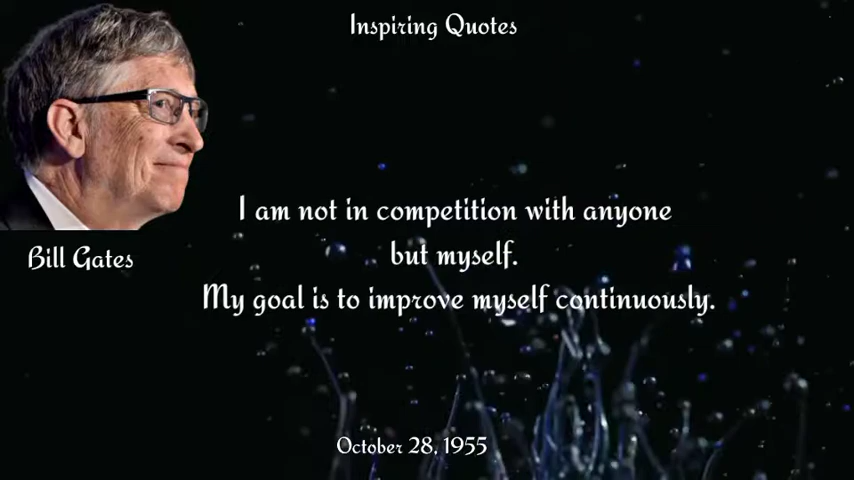 Inspiring Quotes
I am not in competition with anyone
but myself.
Bill Gates
My goal is to improve myself continuously.
October 28, 1955